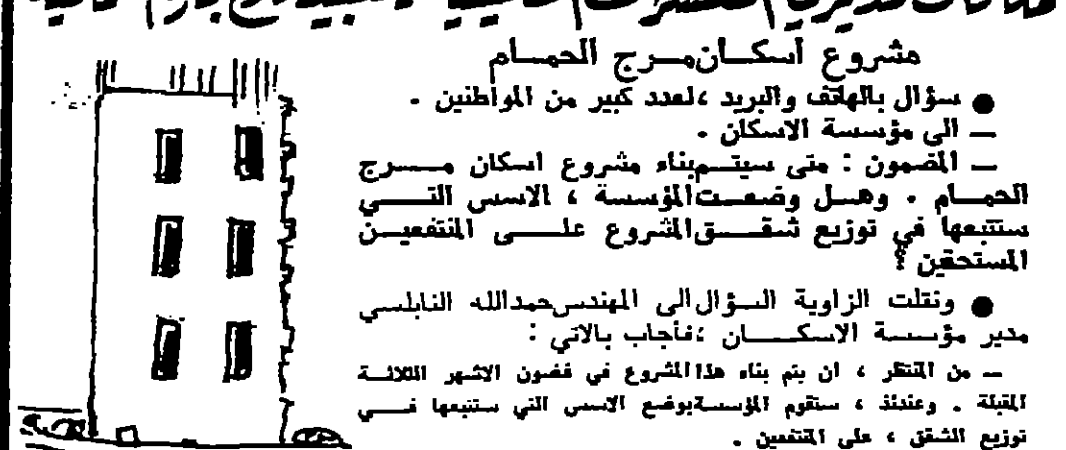 مشروع اسكان مرج الحمام
● سؤال بالهاتف والبريد ، لعدد كبير من المواطنين .
— الى مؤسسة الاسكان .
— المضمون : متى سيتم بناء مشروع اسكان مرج
الحمام . وهل وضعت المؤسسة ، الاسس التي
ستتبعها في توزيع شقق المشروع على المنتفعين
المستحقين ؟
● ونقلت الزاوية السؤال الى المهندس حمدالله النابلسي
مدير مؤسسة الاسكان ، فأجاب بالاتي :
— من المنتظر ، ان يتم بناء هذا المشروع في غضون الاشهر الثلاثة
المقبلة . وعندئذ ، ستقوم المؤسسة بوضع الاسس التي ستتبعها في
توزيع الشقق ، على المنتفعين .